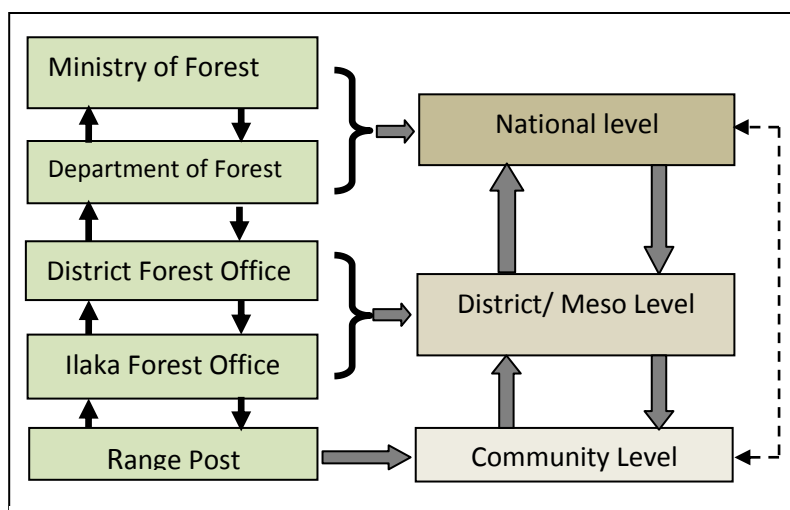 Ministry of Forest
Department of Forest
District Forest Office
Ilaka Forest Office
Range Post
National level
District/ Meso Level
Community Level